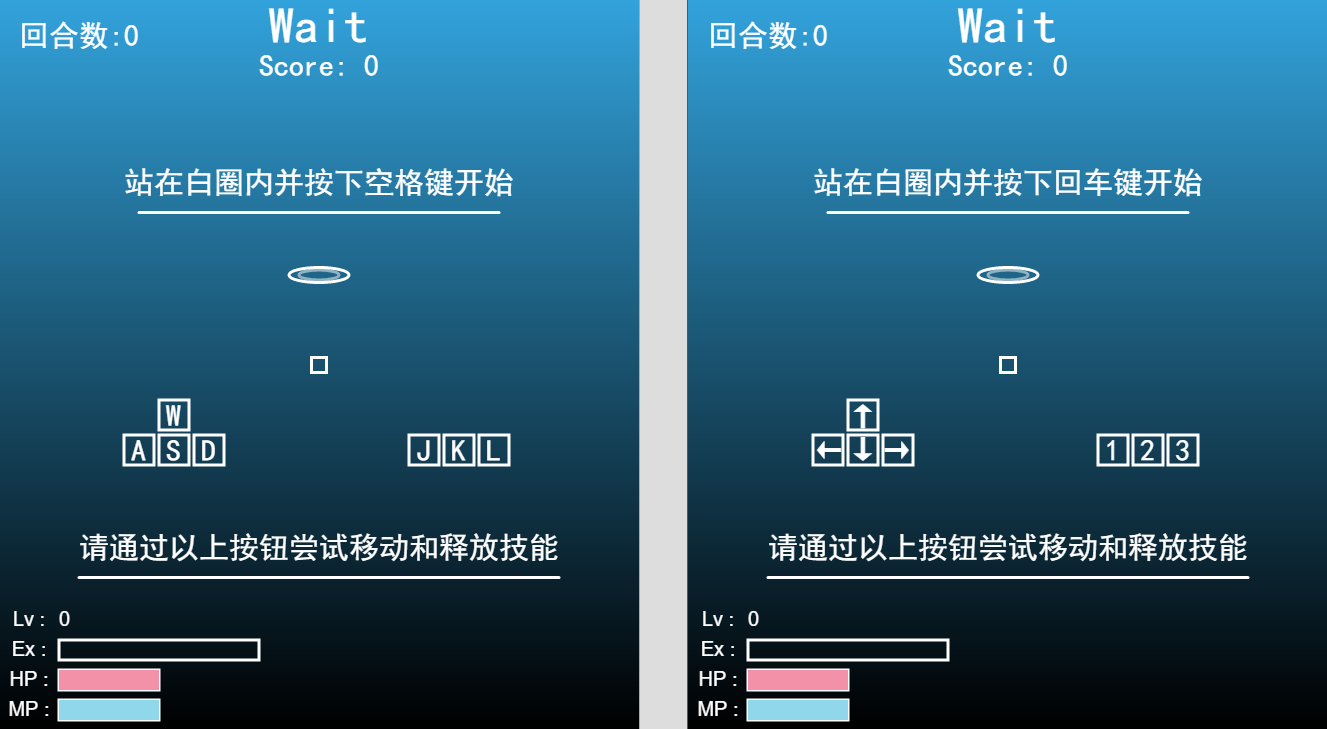 回合数:0
Wait
Score: 0
站在白圈内并按下空格键开始
W
A S D
J K L
请通过以上按钮尝试移动和释放技能
Lv : 0
Ex :
HP :
MP :
回合数:0
Wait
Score: 0
站在白圈内并按下回车键开始
↑
← ↓ →
1 2 3
请通过以上按钮尝试移动和释放技能
Lv : 0
Ex :
HP :
MP :